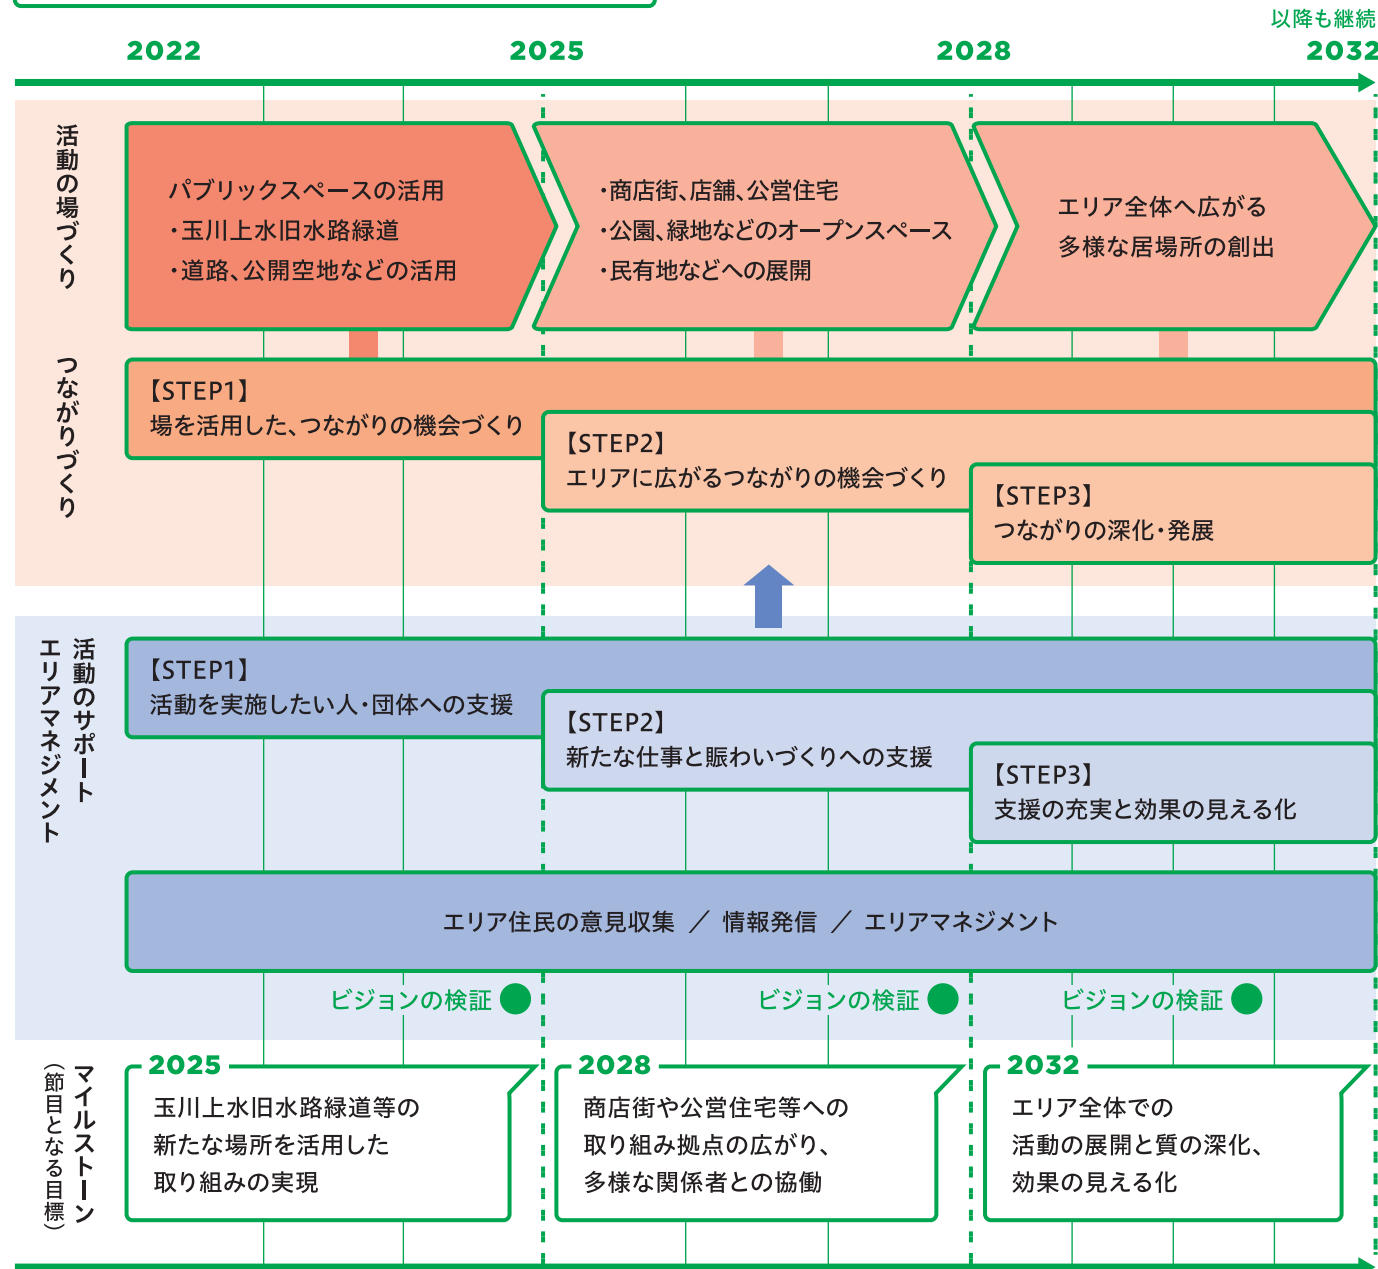 以降も継続
2022
2025
2028
2032
活動の場づくり
パブリックスペースの活用
・玉川上水旧水路緑道
・道路、公開空地などの活用
・商店街、店舗、公営住宅
・公園、緑地などのオープンスペース
・民有地などへの展開
エリア全体へ広がる
多様な居場所の創出
つながりづくり
【STEP1】
場を活用した、つながりの機会づくり
【STEP2】
エリアに広がるつながりの機会づくり
【STEP3】
つながりの深化・発展
活動のサポート
エリアマネジメント
【STEP1】
活動を実施したい人・団体への支援
【STEP2】
新たな仕事と賑わいづくりへの支援
【STEP3】
支援の充実と効果の見える化
エリア住民の意見収集 ／ 情報発信 ／ エリアマネジメント
ビジョンの検証
ビジョンの検証
ビジョンの検証
マイルストーン
（節目となる目標）
2025
玉川上水旧水路緑道等の
新たな場所を活用した
取り組みの実現
2028
商店街や公営住宅等への
取り組み拠点の広がり、
多様な関係者との協働
2032
エリア全体での
活動の展開と質の深化、
効果の見える化